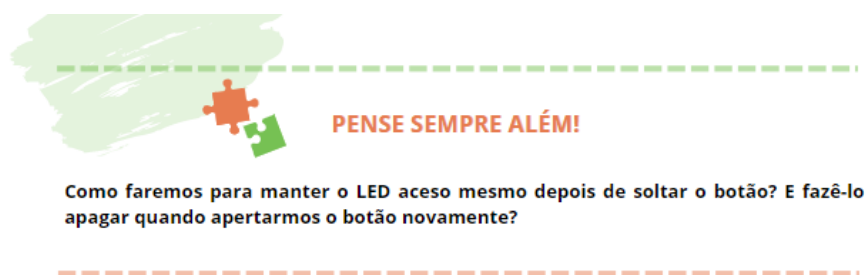 PENSE SEMPRE ALÉM!
Como faremos para manter o LED aceso mesmo depois de soltar o botão? E fazê-lo
apagar quando apertarmos o botão novamente?